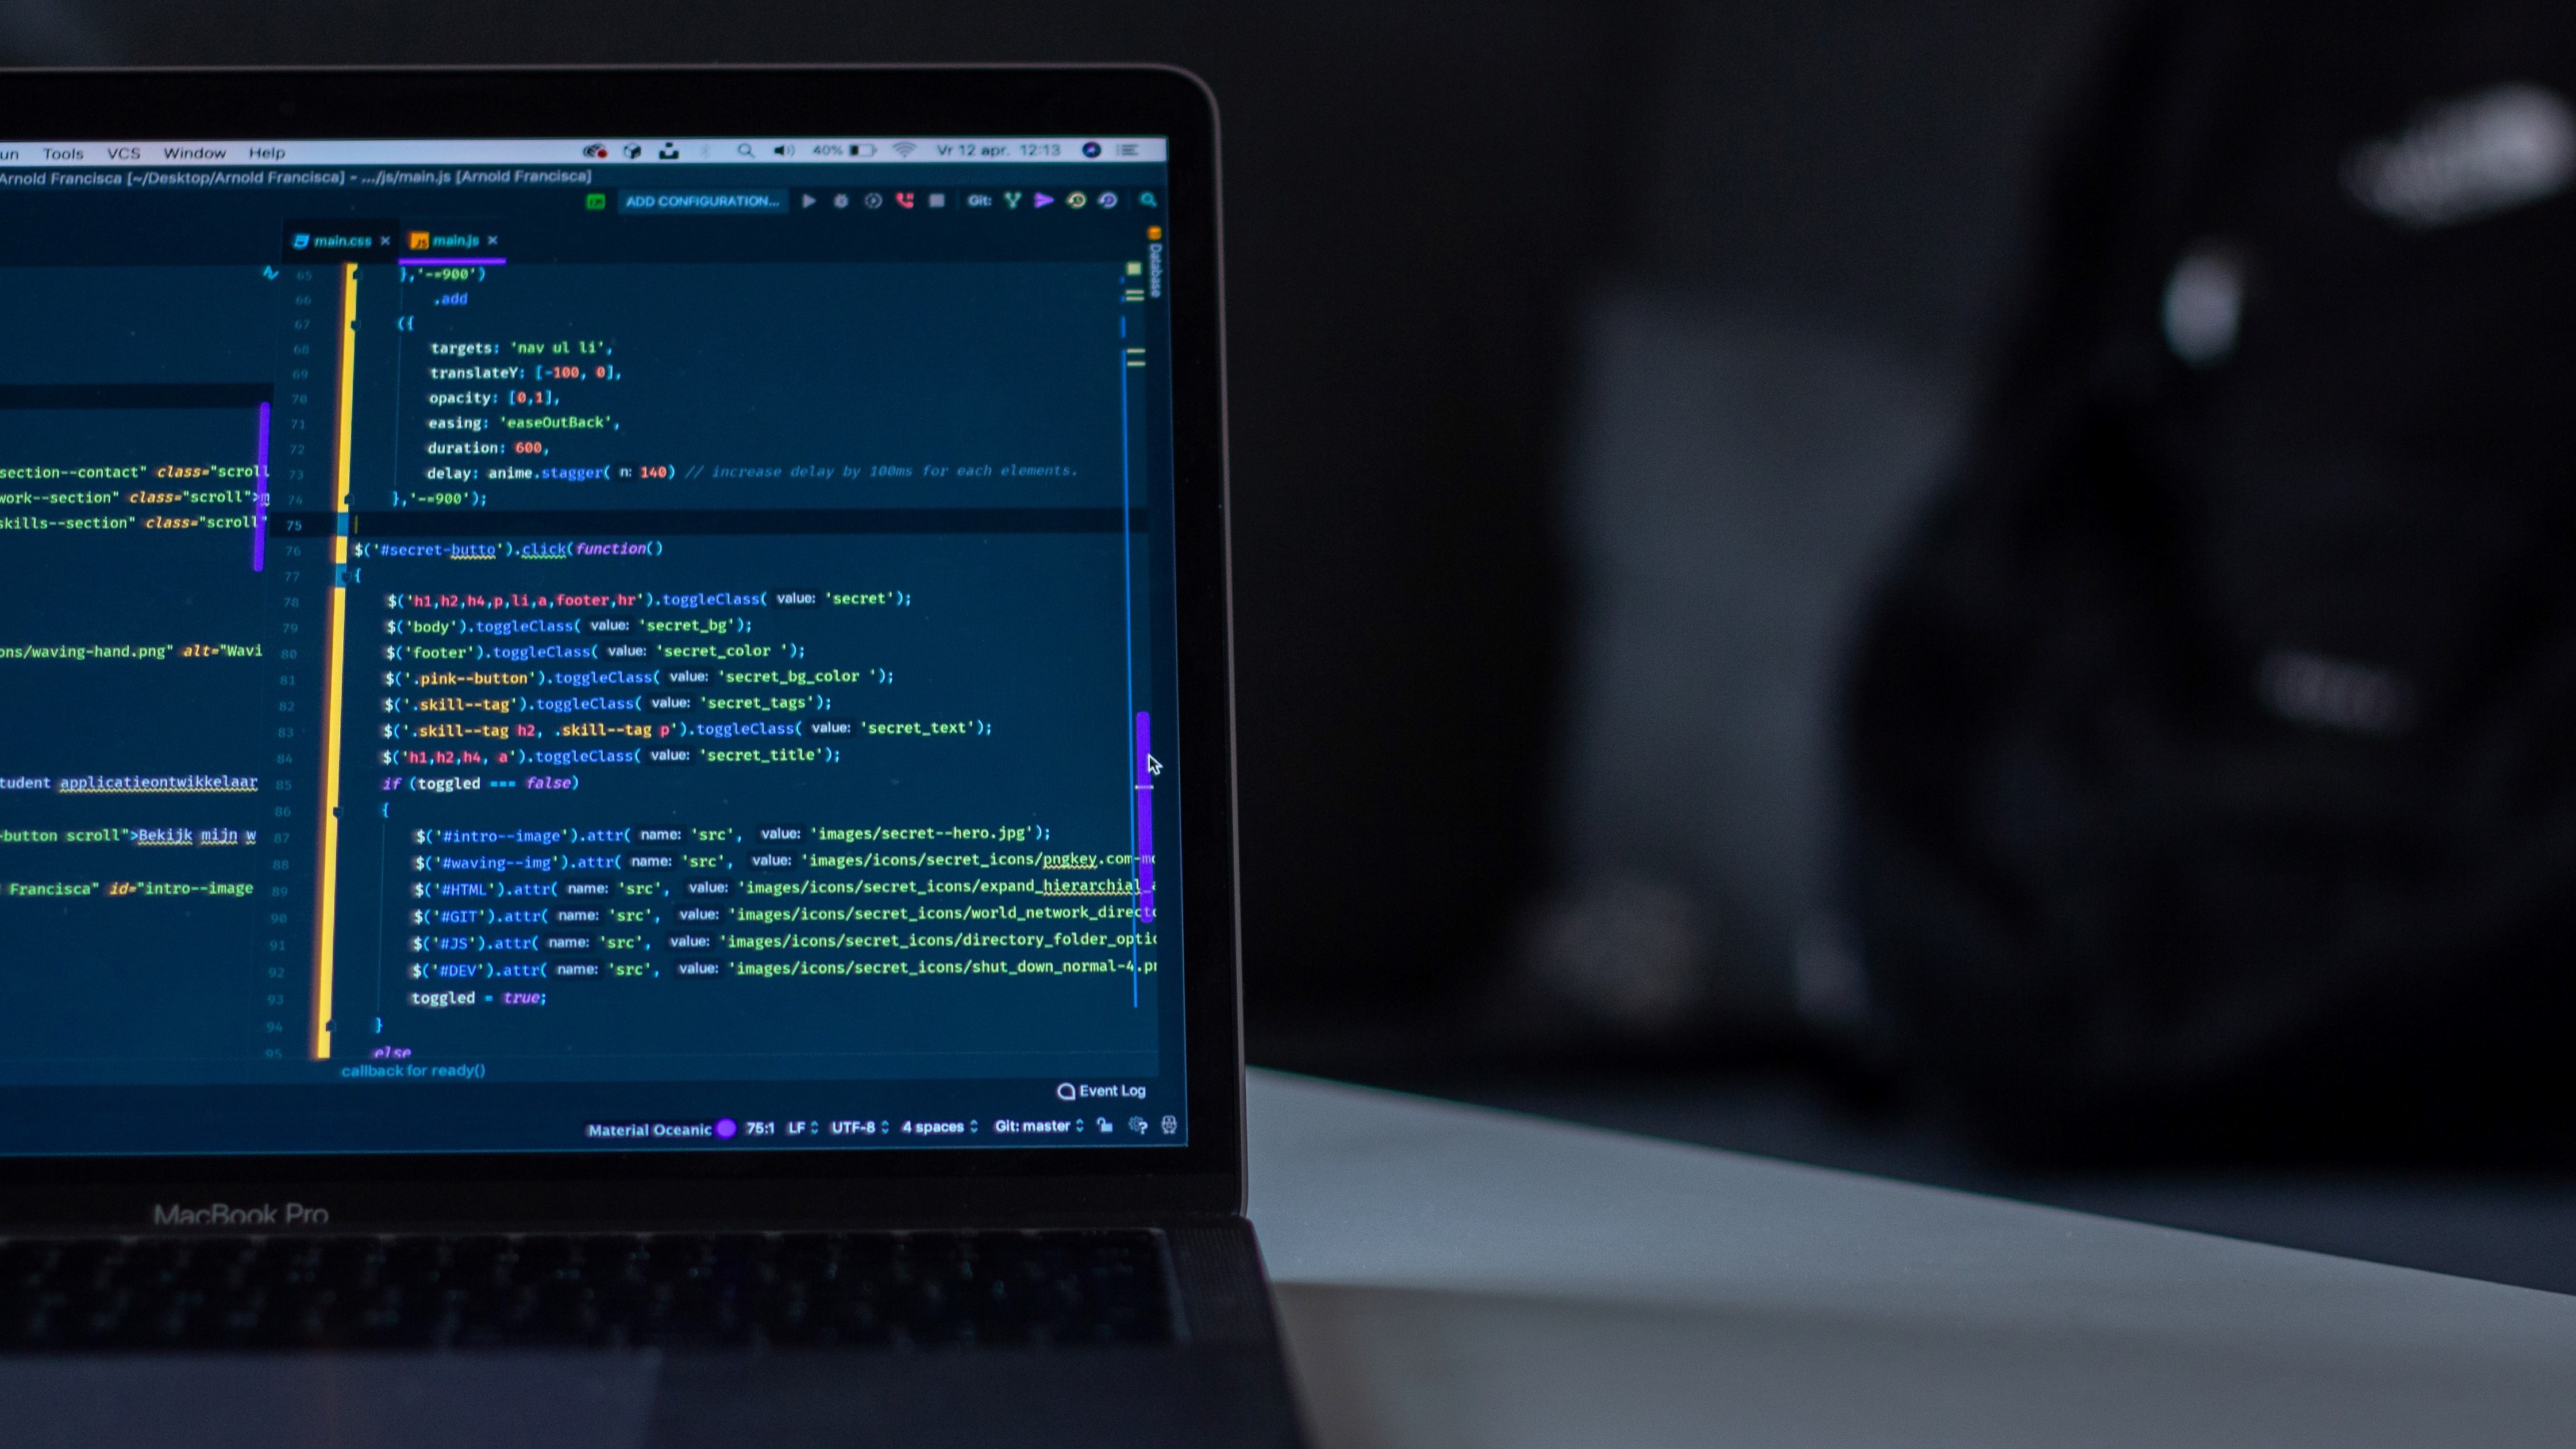 un Tools VCS Window Help 40% Vr 12 apr. 12:13
Arnold Francisca [~/Desktop/Arnold Francisca] - .../js/main.js [Arnold Francisca]
ADD CONFIGURATION... Git:
main.css × JS main.js ×
Database
section--contact" class="scroll
work--section" class="scroll">
skills--section" class="scroll"
ons/waving-hand.png" alt="Wavi
tudent applicatieontwikkelaar
-button scroll">Bekijk mijn w
Francisca" id="intro--image
65 },'-=900')
66 .add
67 ({
68 targets: 'nav ul li',
69 translateY: [-100, 0],
70 opacity: [0,1],
71 easing: 'easeOutBack',
72 duration: 600,
73 delay: anime.stagger( n: 140) // increase delay by 100ms for each elements.
74 },'-=900');
75
76 $('#secret-butto').click(function()
77 {
78 $('h1,h2,h4,p,li,a,footer,hr').toggleClass( value: 'secret');
79 $('body').toggleClass( value: 'secret_bg');
80 $('footer').toggleClass( value: 'secret_color ');
81 $('.pink--button').toggleClass( value: 'secret_bg_color ');
82 $('.skill--tag').toggleClass( value: 'secret_tags');
83 $('.skill--tag h2, .skill--tag p').toggleClass( value: 'secret_text');
84 $('h1,h2,h4, a').toggleClass( value: 'secret_title');
85 if (toggled === false)
86 {
87 $('#intro--image').attr( name: 'src', value: 'images/secret--hero.jpg');
88 $('#waving--img').attr( name: 'src', value: 'images/icons/secret_icons/pngkey.com-m
89 $('#HTML').attr( name: 'src', value: 'images/icons/secret_icons/expand_hierarchial_a
90 $('#GIT').attr( name: 'src', value: 'images/icons/secret_icons/world_network_directo
91 $('#JS').attr( name: 'src', value: 'images/icons/secret_icons/directory_folder_optio
92 $('#DEV').attr( name: 'src', value: 'images/icons/secret_icons/shut_down_normal-4.pn
93 toggled = true;
94 }
95 else
callback for ready()
Event Log
Material Oceanic 75:1 LF UTF-8 4 spaces Git: master
MacBook Pro